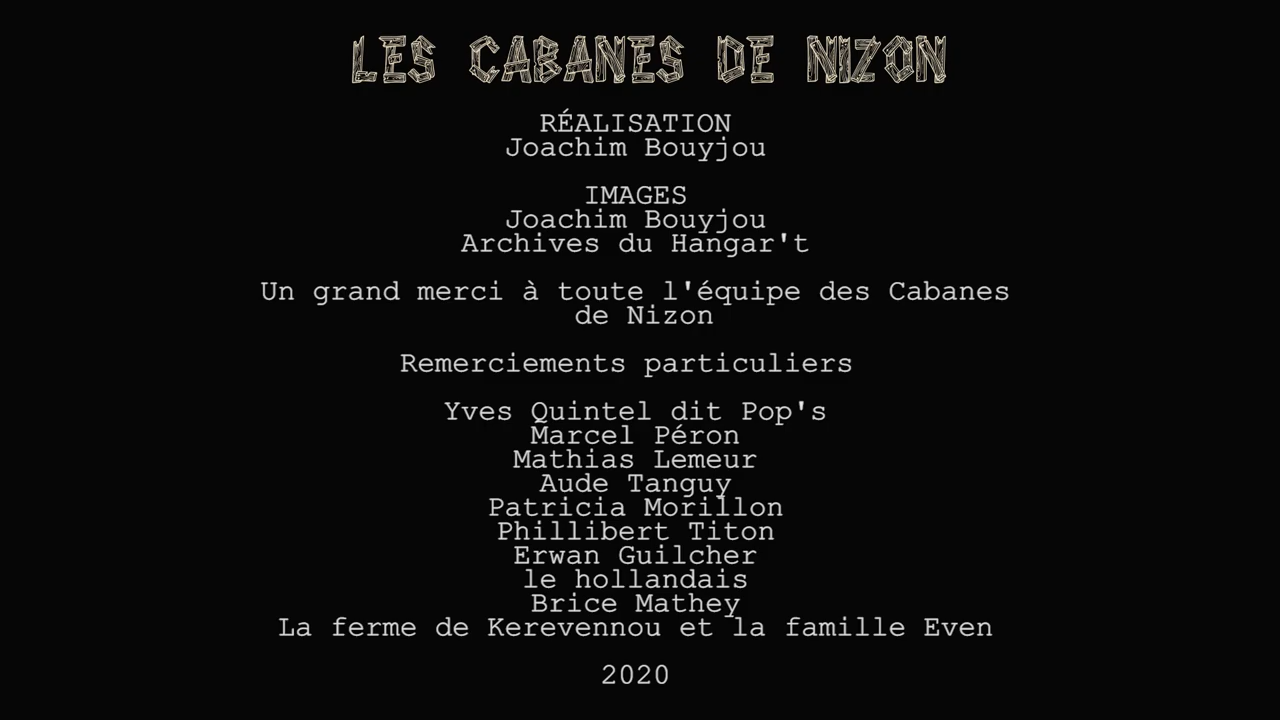 LES CABANES DE NIZON
RÉALISATION
Joachim Bouyjou
IMAGES
Joachim Bouyjou
Archives du Hangar't
Un grand merci à toute l'équipe des Cabanes
de Nizon
Remerciements particuliers
Yves Quintel dit Pop's
Marcel Péron
Mathias Lemeur
Aude Tanguy
Patricia Morillon
Phillibert Titon
Erwan Guilcher
le hollandais
Brice Mathey
La ferme de Kerevennou et la famille Even
2020